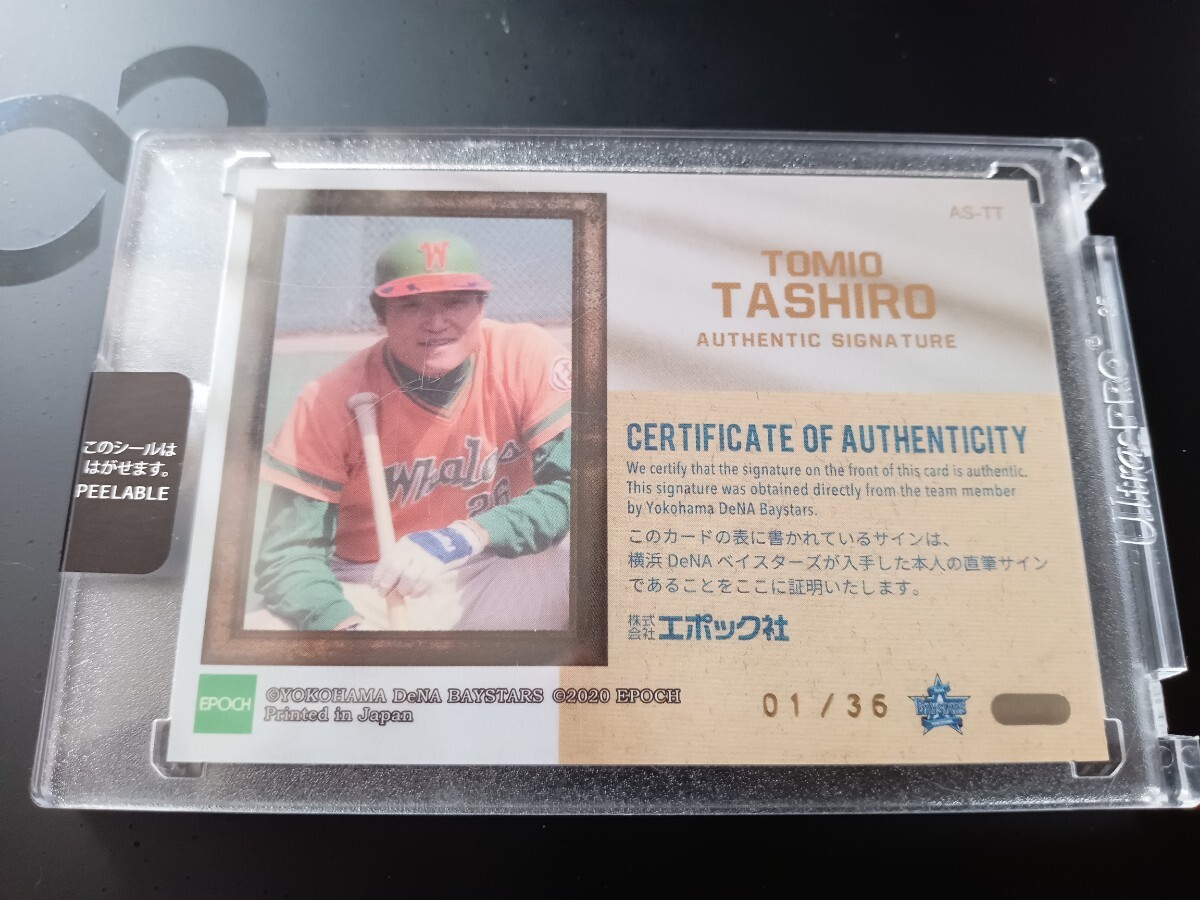 AS-TT
TOMIO
TASHIRO
AUTHENTIC SIGNATURE
CERTIFICATE OF AUTHENTICITY
We certify that the signature on the front of this card is authentic.
This signature was obtained directly from the team member
by Yokohama DeNA Baystars.
このカードの表に書かれているサインは、
横浜 DeNA ベイスターズが入手した本人の直筆サイン
であることをここに証明いたします。
株式会社 エポック社
W
Whales
26
このシールは
はがせます。
PEELABLE
EPOCH
©YOKOHAMA DeNA BAYSTARS ©2020 EPOCH
Printed in Japan
01/36
BAYSTARS
Ultra PRO®